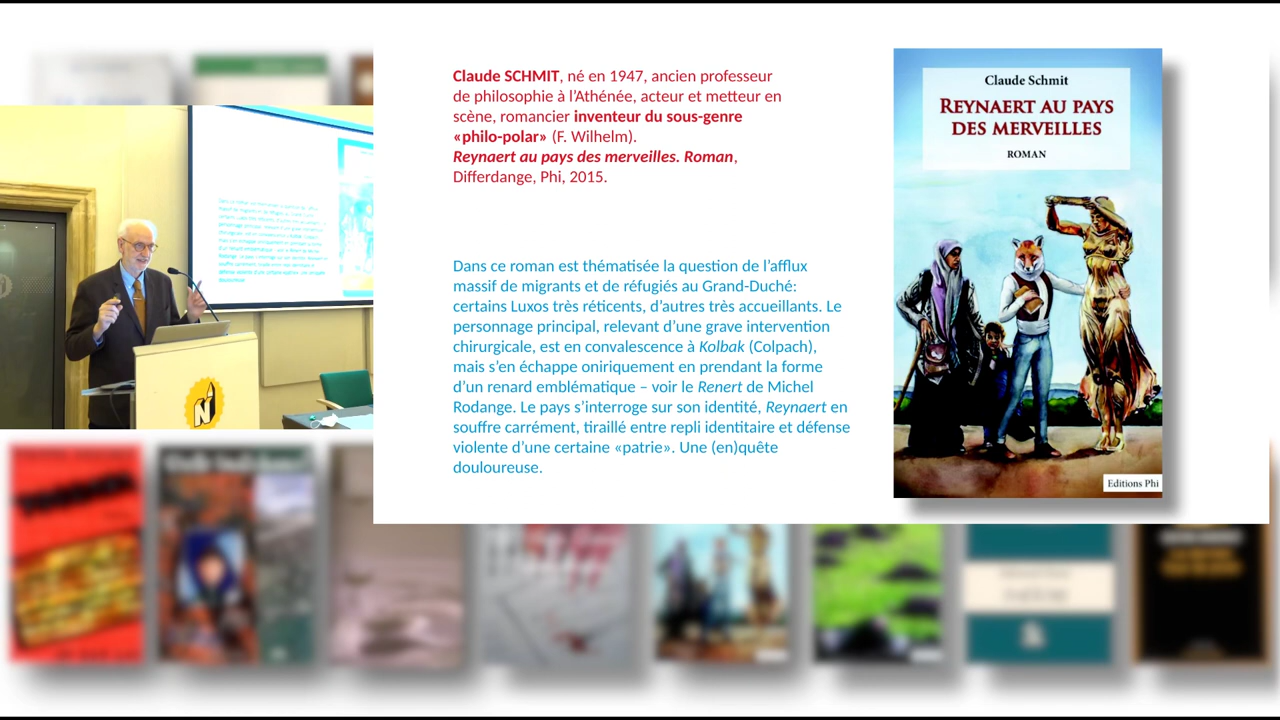 Claude SCHMIT, né en 1947, ancien professeur
de philosophie à l'Athénée, acteur et metteur en
scène, romancier inventeur du sous-genre
«philo-polar» (F. Wilhelm).
Reynaert au pays des merveilles. Roman,
Differdange, Phi, 2015.
Dans ce roman est thématisée la question de l'afflux
massif de migrants et de réfugiés au Grand-Duché:
certains Luxos très réticents, d'autres très accueillants. Le
personnage principal, relevant d'une grave intervention
chirurgicale, est en convalescence à Kolbak (Colpach),
mais s'en échappe oniriquement en prenant la forme
d'un renard emblématique – voir le Renert de Michel
Rodange. Le pays s'interroge sur son identité, Reynaert en
souffre carrément, tiraillé entre repli identitaire et défense
violente d'une certaine «patrie». Une (en)quête
douloureuse.
Claude Schmit
REYNAERT AU PAYS
DES MERVEILLES
ROMAN
Editions Phi
N